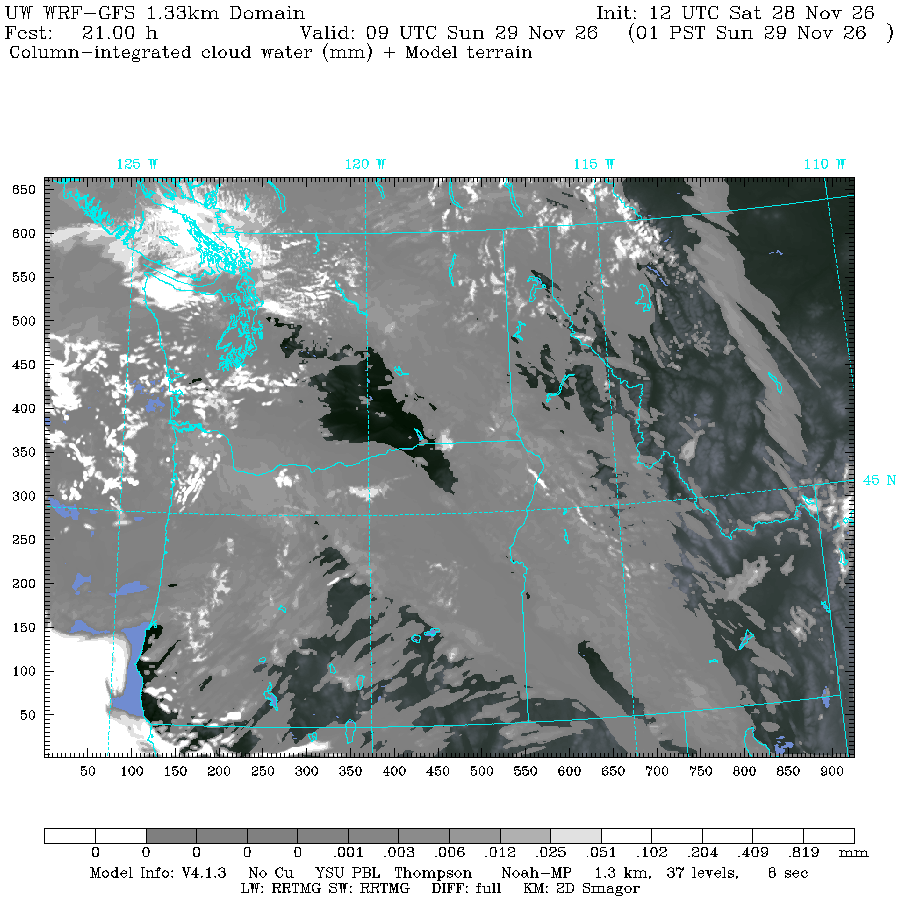 UW WRF-GFS 1.33km Domain Init: 12 UTC Sat 28 Nov 26
Fcst: 21.00 h Valid: 09 UTC Sun 29 Nov 26 (01 PST Sun 29 Nov 26 )
Column-integrated cloud water (mm) + Model terrain
125 W 120 W 115 W 110 W
650
600
550
500
450
400
350
300
250
200
150
100
50
45 N
50 100 150 200 250 300 350 400 450 500 550 600 650 700 750 800 850 900
0 0 0 0 0 .001 .003 .006 .012 .025 .051 .102 .204 .409 .819 mm
Model Info: V4.1.3 No Cu YSU PBL Thompson Noah-MP 1.3 km, 37 levels, 8 sec
LW: RRTMG SW: RRTMG DIFF: full KM: 2D Smagor